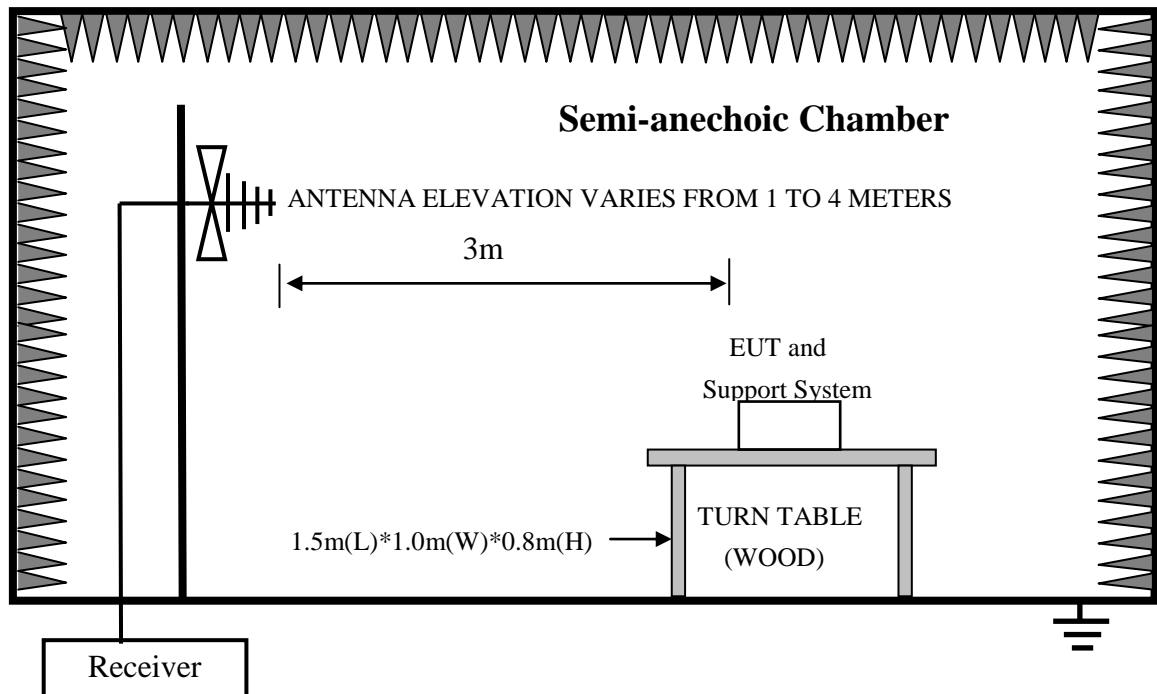 Semi-anechoic Chamber
ANTENNA ELEVATION VARIES FROM 1 TO 4 METERS
3m
EUT and
Support System
TURN TABLE
1.5m(L)*1.0m(W)*0.8m(H)
(WOOD)
Receiver